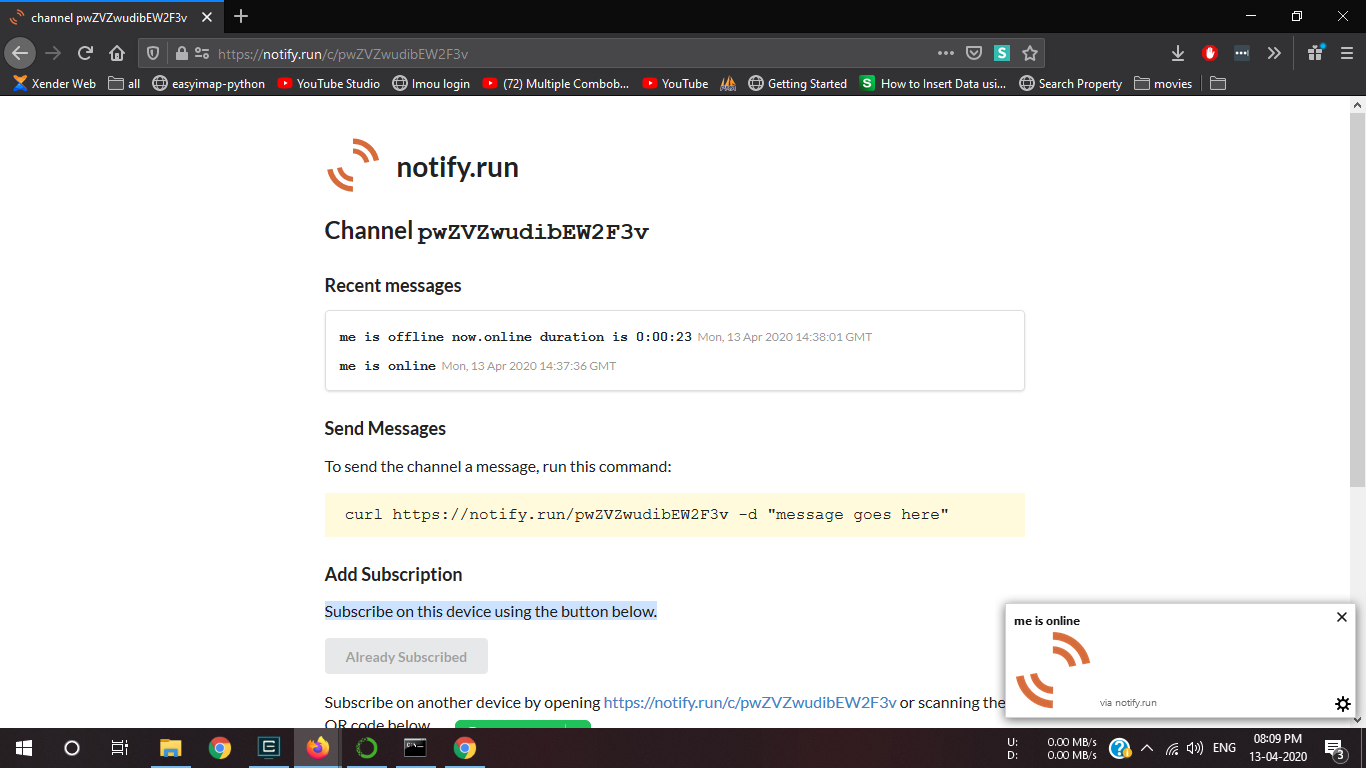 channel pwZVZwudibEW2F3v
https://notify.run/c/pwZVZwudibEW2F3v
S
Xender Web all easyimap-python YouTube Studio Imou login (72) Multiple Combob... YouTube Getting Started S How to Insert Data usi... Search Property movies
notify.run
Channel pwZVZwudibEW2F3v
Recent messages
me is offline now.online duration is 0:00:23 Mon, 13 Apr 2020 14:38:01 GMT
me is online Mon, 13 Apr 2020 14:37:36 GMT
Send Messages
To send the channel a message, run this command:
curl https://notify.run/pwZVZwudibEW2F3v -d "message goes here"
Add Subscription
Subscribe on this device using the button below.
Already Subscribed
Subscribe on another device by opening https://notify.run/c/pwZVZwudibEW2F3v or scanning the
QR code below.
me is online
via notify.run
U: 0.00 MB/s
D: 0.00 MB/s
ENG
08:09 PM
13-04-2020
3